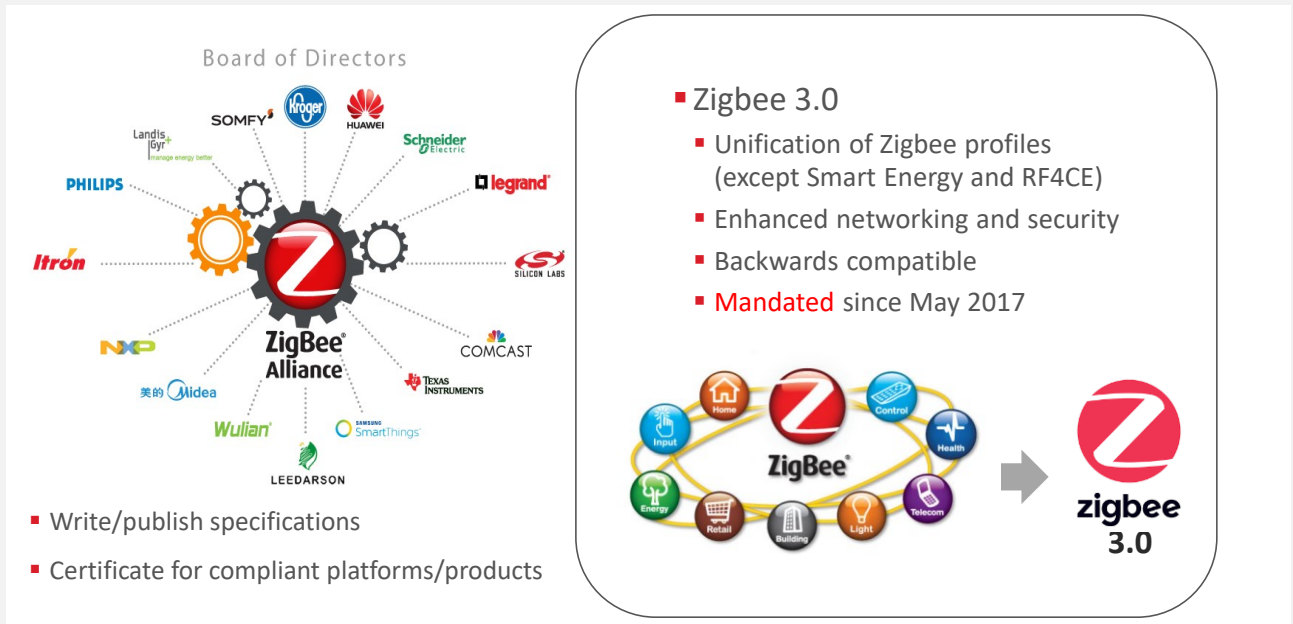 Board of Directors
Kroger
HUAWEI
SOMFY
Schneider
Electric
Landis
Gyr+
manage energy better
PHILIPS
legrand®
Itrón
SILICON LABS
ZigBee®
Alliance
NXP
COMCAST
美的 Midea
TEXAS
INSTRUMENTS
Wulian®
SAMSUNG
SmartThings™
LEEDARSON
▪ Write/publish specifications
▪ Certificate for compliant platforms/products
▪ Zigbee 3.0
▪ Unification of Zigbee profiles
(except Smart Energy and RF4CE)
▪ Enhanced networking and security
▪ Backwards compatible
▪ Mandated since May 2017
Home
Control
Input
Health
ZigBee®
Energy
Telecom
Retail
Light
Building
zigbee
3.0